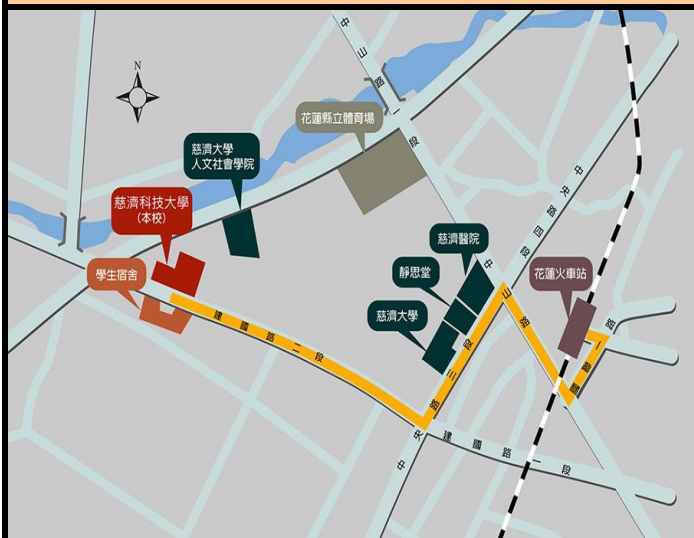 N
中山路一段
花蓮縣立體育場
慈濟大學
人文社會學院
慈濟科技大學
(本校)
學生宿舍
慈濟醫院
靜思堂
慈濟大學
中央路四段
花蓮火車站
中山路
國聯一路
中央路三段
建國路二段
建國路一段